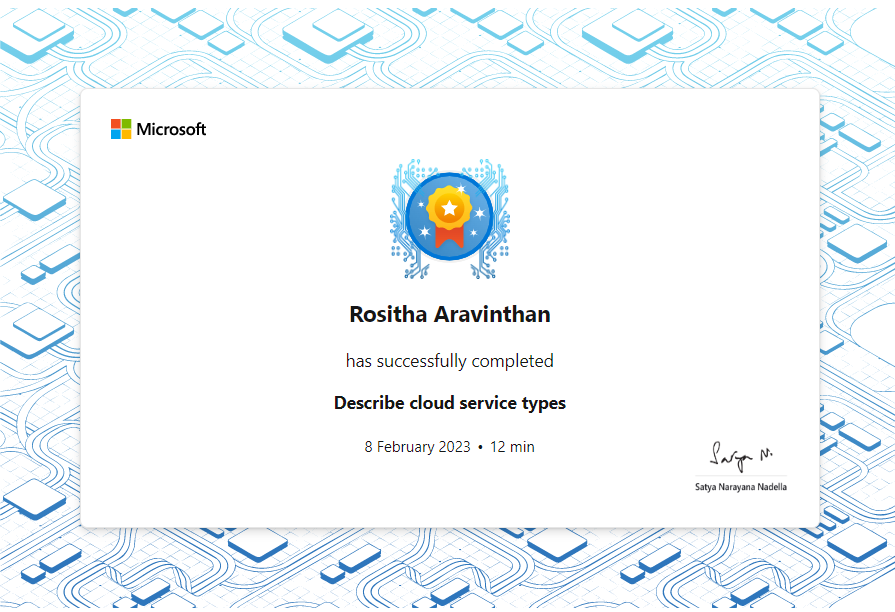 Microsoft
Rositha Aravinthan
has successfully completed
Describe cloud service types
8 February 2023 • 12 min
Satya N.
Satya Narayana Nadella